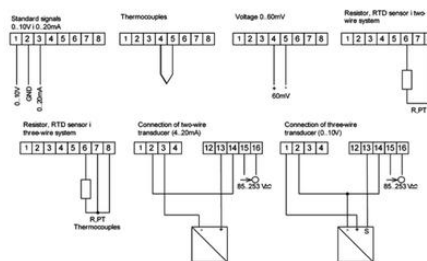 Standard signals
0..10V i 0..20mA
1 2 3 4 5 6 7 8
0..10V
GND
0..20mA
Thermocouples
1 2 3 4 5 6 7 8
Voltage 0..60mV
1 2 3 4 5 6 7 8
+ -
60mV
Resistor, RTD sensor i two-
wire system
1 2 3 4 5 6 7 8
R,PT
Resistor, RTD sensor i
three-wire system
1 2 3 4 5 6 7 8
R,PT
Thermocouples
Connection of two-wire
transducer (4..20mA)
1 2 3 4
12 13 14 15 16
85..253 Vac
- +
Connection of three-wire
transducer (0..10V)
1 2 3 4
12 13 14 15 16
85..253 Vac
- + S